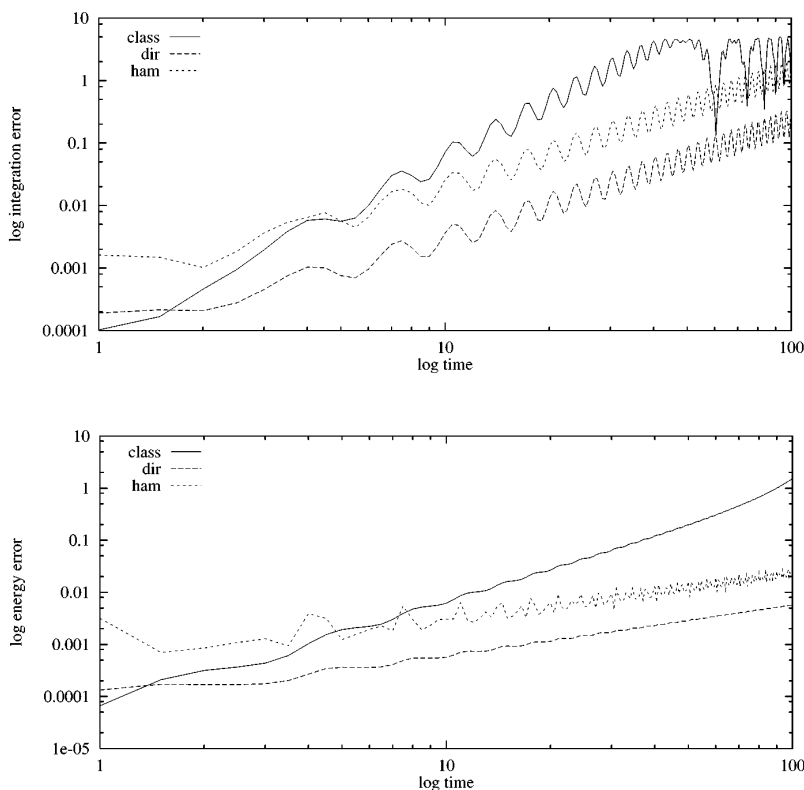 10
class
dir
ham
1
0.1
0.01
0.001
0.0001
log integration error
1
10
100
log time
10
class
dir
ham
1
0.1
0.01
0.001
0.0001
1e-05
log energy error
1
10
100
log time